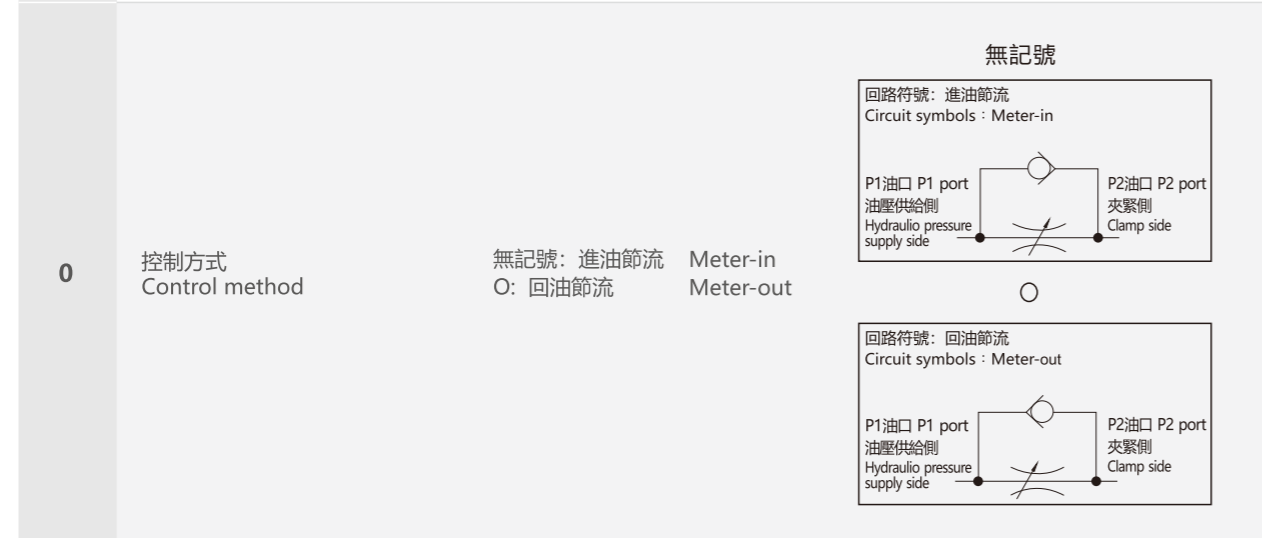 0
控制方式
Control method
無記號：進油節流 Meter-in
O: 回油節流 Meter-out
無記號
回路符號：進油節流
Circuit symbols：Meter-in
P1油口 P1 port
油壓供給側
Hydraulio pressure
supply side
P2油口 P2 port
夾緊側
Clamp side
O
回路符號：回油節流
Circuit symbols：Meter-out
P1油口 P1 port
油壓供給側
Hydraulio pressure
supply side
P2油口 P2 port
夾緊側
Clamp side